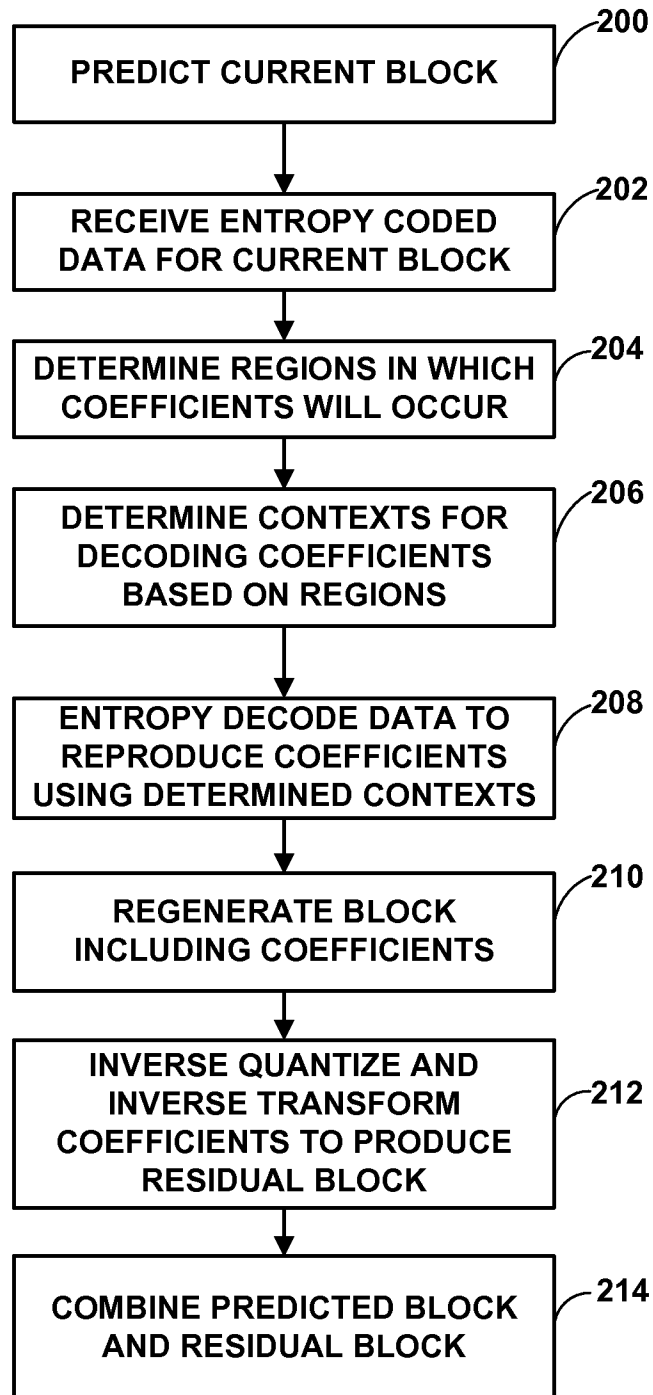 200
PREDICT CURRENT BLOCK
202
RECEIVE ENTROPY CODED
DATA FOR CURRENT BLOCK
204
DETERMINE REGIONS IN WHICH
COEFFICIENTS WILL OCCUR
206
DETERMINE CONTEXTS FOR
DECODING COEFFICIENTS
BASED ON REGIONS
208
ENTROPY DECODE DATA TO
REPRODUCE COEFFICIENTS
USING DETERMINED CONTEXTS
210
REGENERATE BLOCK
INCLUDING COEFFICIENTS
212
INVERSE QUANTIZE AND
INVERSE TRANSFORM
COEFFICIENTS TO PRODUCE
RESIDUAL BLOCK
214
COMBINE PREDICTED BLOCK
AND RESIDUAL BLOCK